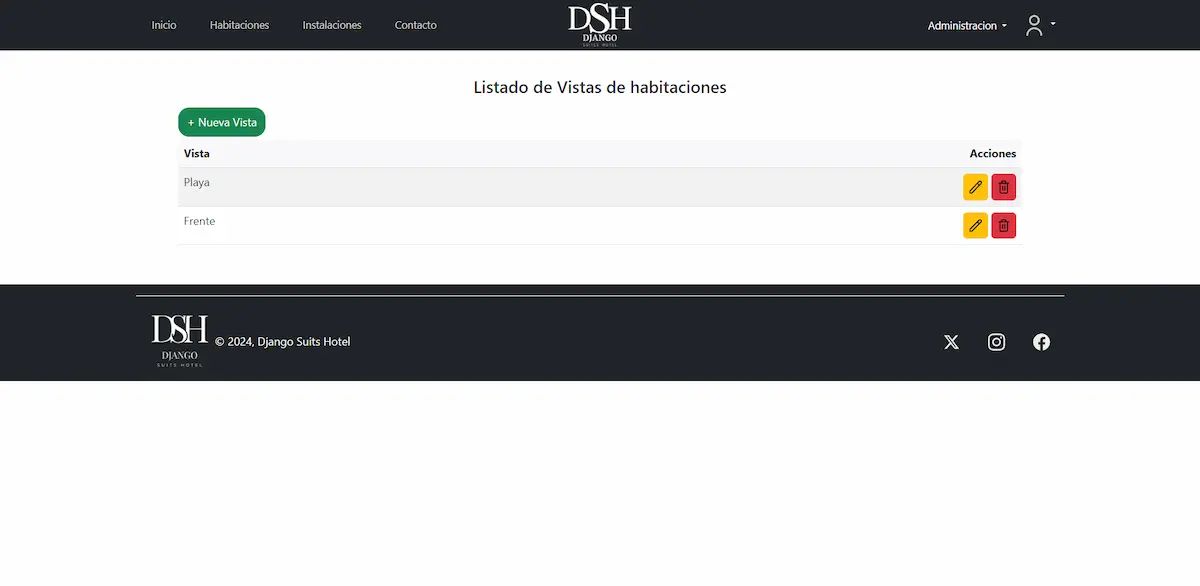 Inicio Habitaciones Instalaciones Contacto DSH Administracion
DJANGO
SUITS HOTEL
Listado de Vistas de habitaciones
+ Nueva Vista
Vista Acciones
Playa
Frente
DSH
DJANGO
SUITS HOTEL
© 2024, Django Suits Hotel